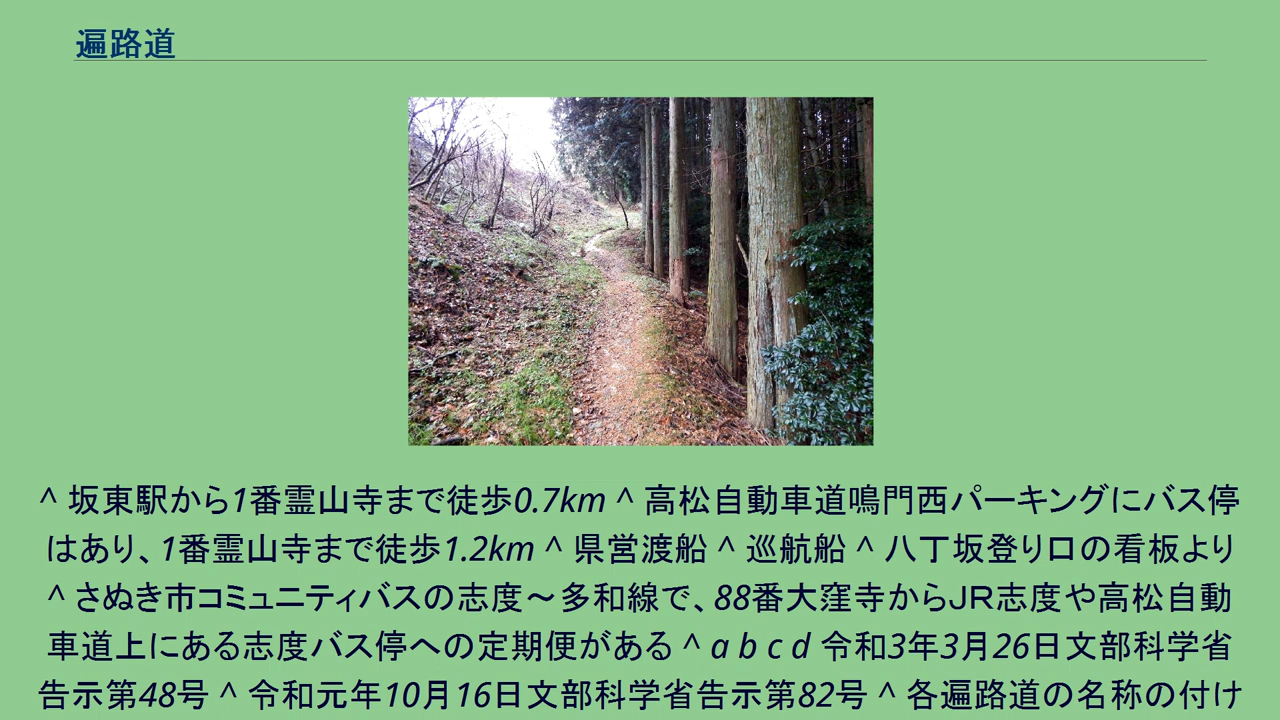 遍路道
^ 坂東駅から1番霊山寺まで徒歩0.7km ^ 高松自動車道鳴門西パーキングにバス停
はあり、1番霊山寺まで徒歩1.2km ^ 県営渡船 ^ 巡航船 ^ 八丁坂登り口の看板より
^ さぬき市コミュニティバスの志度～多和線で、88番大窪寺からＪＲ志度や高松自動
車道上にある志度バス停への定期便がある ^ a b c d 令和3年3月26日文部科学省
告示第48号 ^ 令和元年10月16日文部科学省告示第82号 ^ 各遍路道の名称の付け